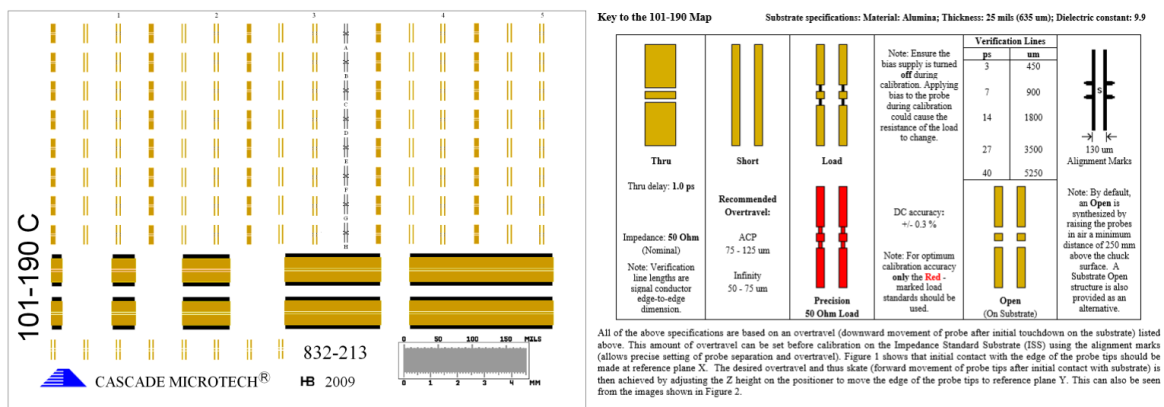 1 2 3 4 5
A
B
C
D
E
F
G
H
101-190 C
832-213
0 50 100 150 MILS
0 1 2 3 4 MM
CASCADE MICROTECH® HB 2009
Key to the 101-190 Map
Substrate specifications: Material: Alumina; Thickness: 25 mils (635 um); Dielectric constant: 9.9
Thru
Thru delay: 1.0 ps
Impedance: 50 Ohm
(Nominal)
Note: Verification
line lengths are
signal conductor
edge-to-edge
dimension.
Short
Recommended
Overtravel:
ACP
75 - 125 um
Infinity
50 - 75 um
Load
Precision
50 Ohm Load
Note: Ensure the
bias supply is turned
off during
calibration. Applying
bias to the probe
during calibration
could cause the
resistance of the load
to change.
DC accuracy:
+/- 0.3 %
Note: For optimum
calibration accuracy
only the Red -
marked load
standards should be
used.
Verification Lines
ps um
3 450
7 900
14 1800
27 3500
40 5250
Open
(On Substrate)
S
130 um
Alignment Marks
Note: By default,
an Open is
synthesized by
raising the probes
in air a minimum
distance of 250 mm
above the chuck
surface. A
Substrate Open
structure is also
provided as an
alternative.
All of the above specifications are based on an overtravel (downward movement of probe after initial touchdown on the substrate) listed
above. This amount of overtravel can be set before calibration on the Impedance Standard Substrate (ISS) using the alignment marks
(allows precise setting of probe separation and overtravel). Figure 1 shows that initial contact with the edge of the probe tips should be
made at reference plane X. The desired overtravel and thus skate (forward movement of probe tips after initial contact with substrate) is
then achieved by adjusting the Z height on the positioner to move the edge of the probe tips to reference plane Y. This can also be seen
from the images shown in Figure 2.